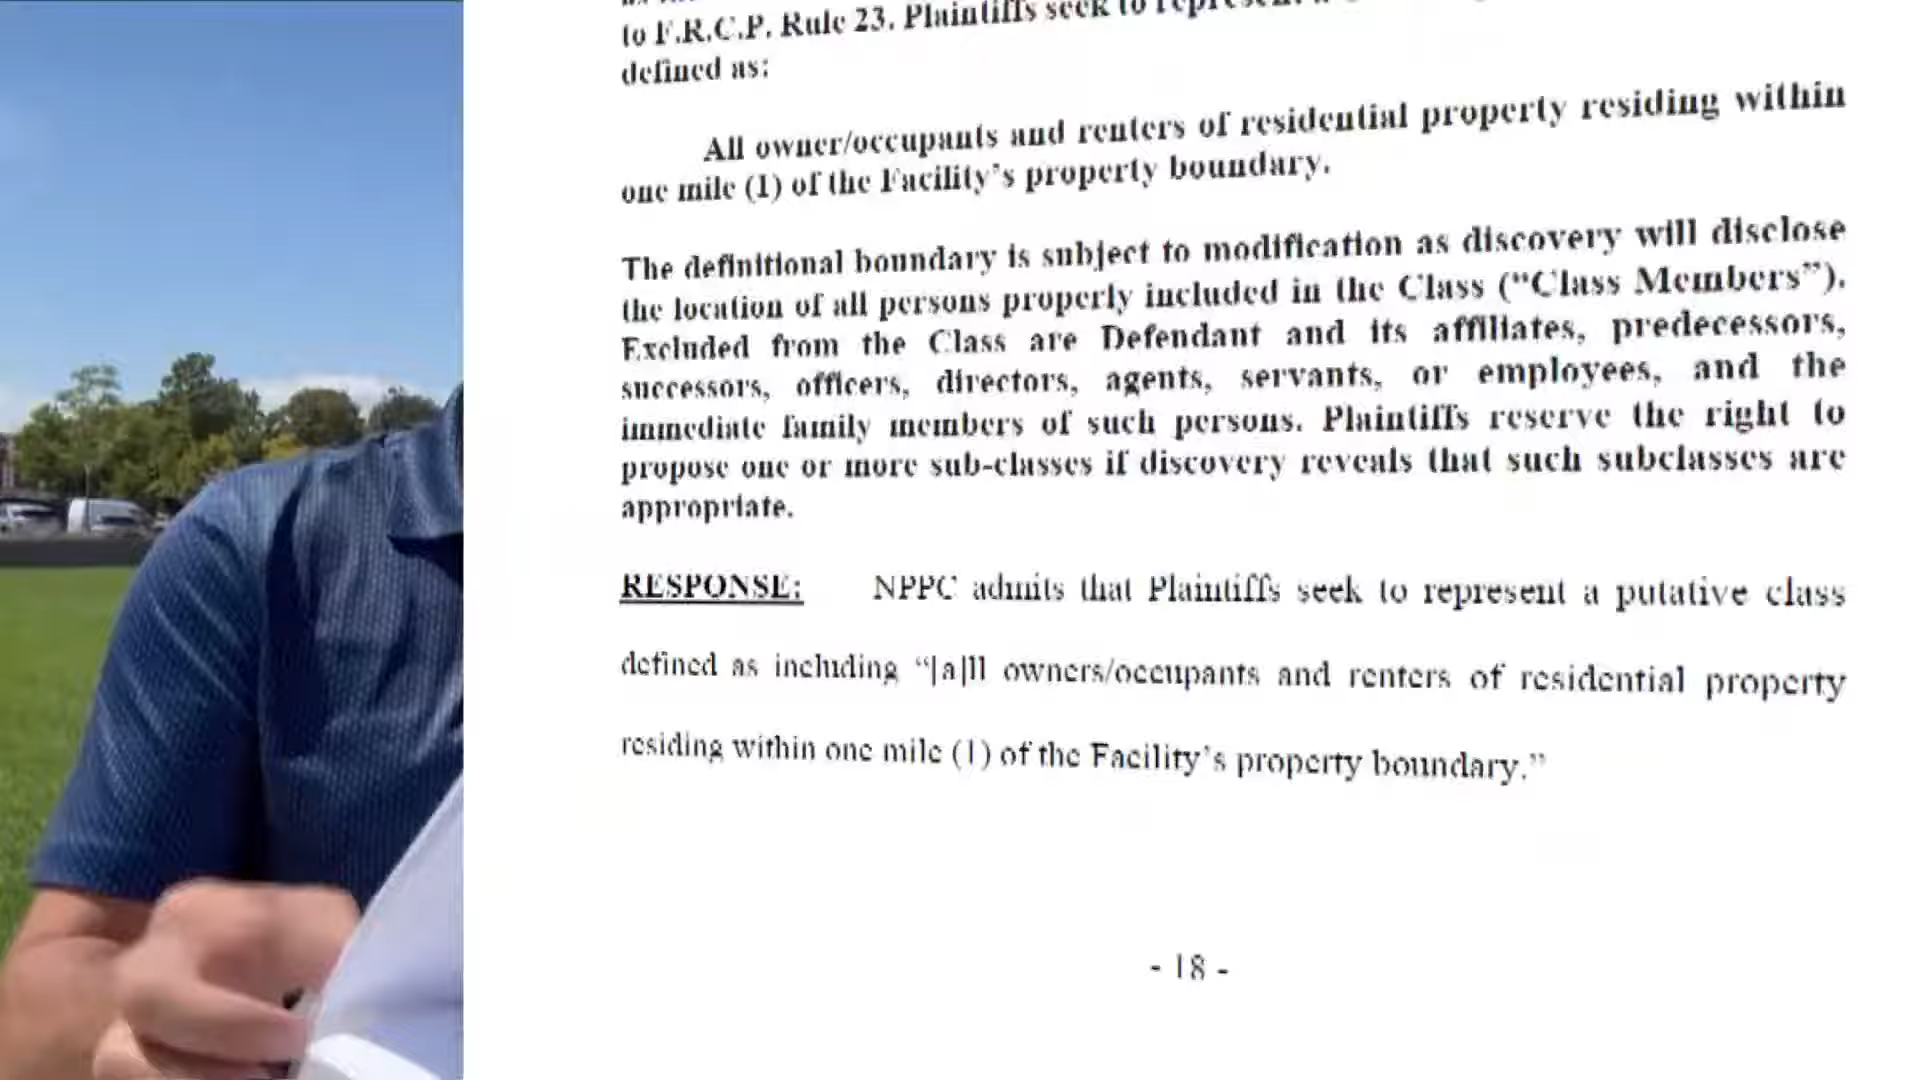 to F.R.C.P. Rule 23. Plaintiffs seek to represent a
defined as:
All owner/occupants and renters of residential property residing within
one mile (1) of the Facility's property boundary.
The definitional boundary is subject to modification as discovery will disclose
the location of all persons properly included in the Class (“Class Members”).
Excluded from the Class are Defendant and its affiliates, predecessors,
successors, officers, directors, agents, servants, or employees, and the
immediate family members of such persons. Plaintiffs reserve the right to
propose one or more sub-classes if discovery reveals that such subclasses are
appropriate.
RESPONSE: NPPC admits that Plaintiffs seek to represent a putative class
defined as including “[a]ll owners/occupants and renters of residential property
residing within one mile (1) of the Facility's property boundary.”
- 18 -